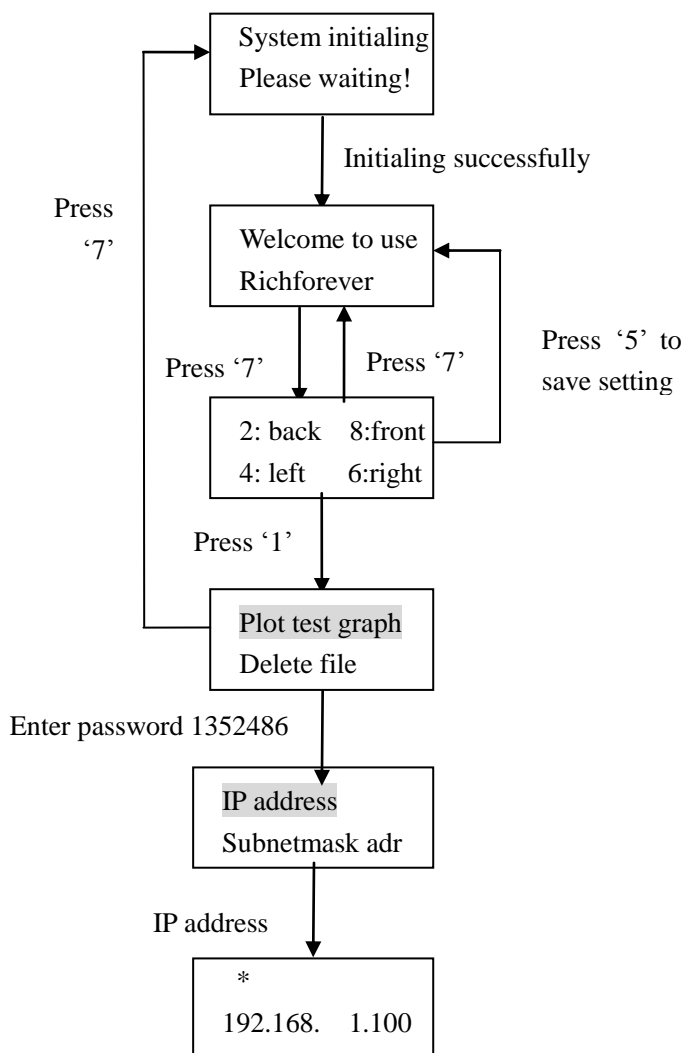 System initialing
Please waiting!
Initialing successfully
Press
‘7’
Welcome to use
Richforever
Press ‘7’
Press ‘7’
Press ‘5’ to
save setting
2: back 8:front
4: left 6:right
Press ‘1’
Plot test graph
Delete file
Enter password 1352486
IP address
Subnetmask adr
IP address
*
192.168. 1.100